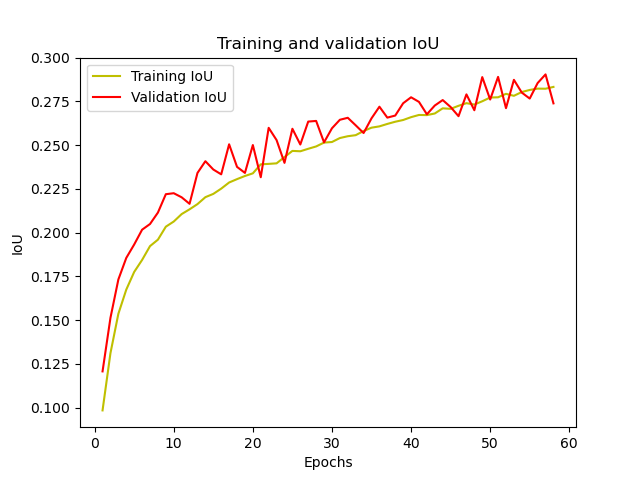 Training and validation IoU
Training IoU
Validation IoU
0.300
0.275
0.250
0.225
0.200
0.175
0.150
0.125
0.100
IoU
0 10 20 30 40 50 60
Epochs